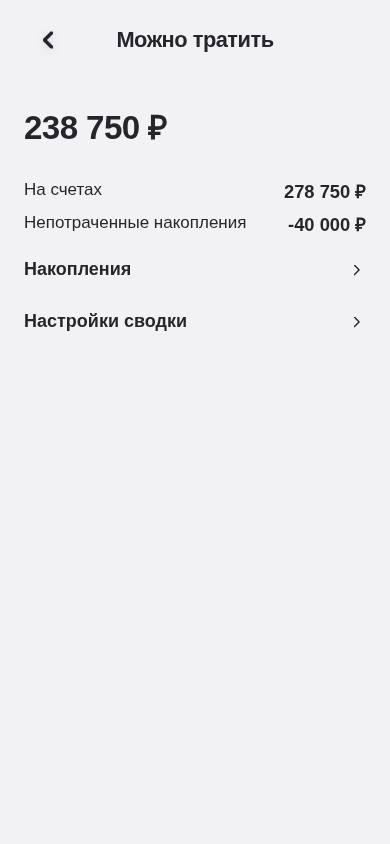 Можно тратить
238 750 ₽
На счетах 278 750 ₽
Непотраченные накопления -40 000 ₽
Накопления
Настройки сводки